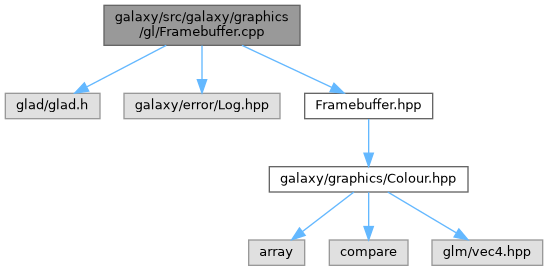 galaxy/src/galaxy/graphics
/gl/Framebuffer.cpp
glad/glad.h
galaxy/error/Log.hpp
Framebuffer.hpp
galaxy/graphics/Colour.hpp
array
compare
glm/vec4.hpp